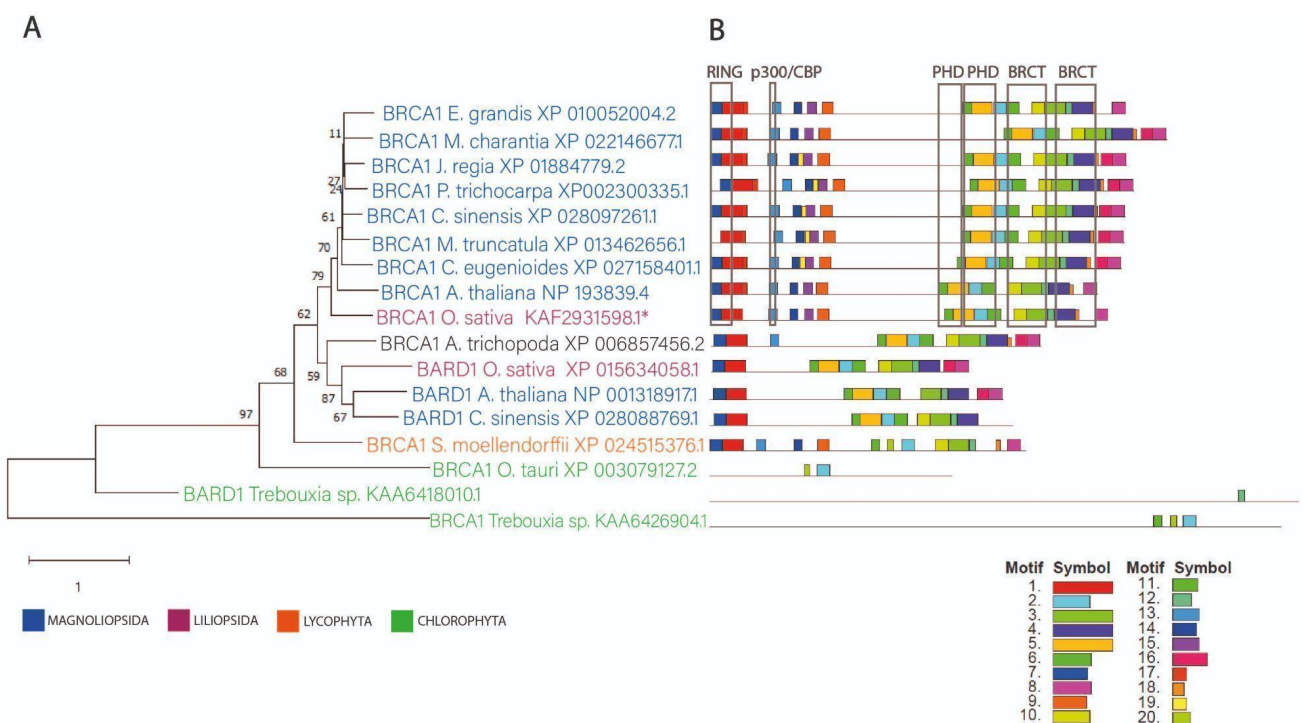 A
B
RING p300/CBP PHD PHD BRCT BRCT
BRCA1 E. grandis XP 010052004.2
11
BRCA1 M. charantia XP 022146677.1
BRCA1 J. regia XP 01884779.2
27
24
BRCA1 P. trichocarpa XP002300335.1
61
BRCA1 C. sinensis XP 028097261.1
70
BRCA1 M. truncatula XP 013462656.1
79
BRCA1 C. eugenioides XP 027158401.1
BRCA1 A. thaliana NP 193839.4
62
BRCA1 O. sativa KAF2931598.1*
BRCA1 A. trichopoda XP 006857456.2
68
59
BARD1 O. sativa XP 015634058.1
87
BARD1 A. thaliana NP 001318917.1
97
67
BARD1 C. sinensis XP 028088769.1
BRCA1 S. moellendorffii XP 024515376.1
BRCA1 O. tauri XP 003079127.2
BARD1 Trebouxia sp. KAA6418010.1
BRCA1 Trebouxia sp. KAA6426904.1
1
MAGNOLIOPSIDA LILIOPSIDA LYCOPHYTA CHLOROPHYTA
Motif Symbol Motif Symbol
1. 11.
2. 12.
3. 13.
4. 14.
5. 15.
6. 16.
7. 17.
8. 18.
9. 19.
10. 20.